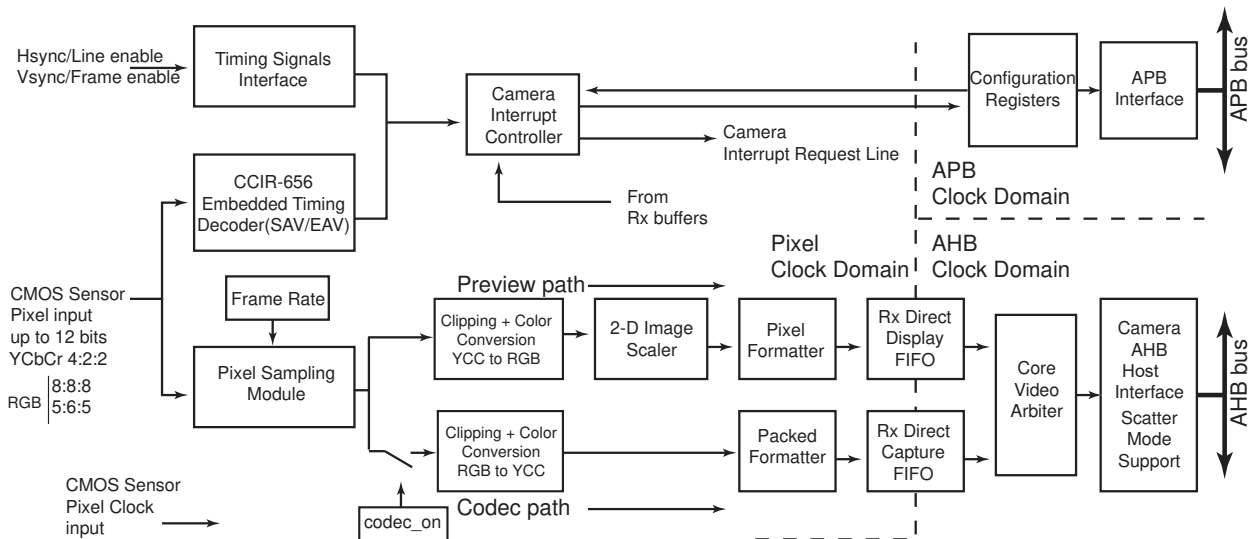 Hsync/Line enable
Vsync/Frame enable
Timing Signals
Interface
Camera
Interrupt
Controller
Configuration
Registers
APB
Interface
APB bus
Camera
Interrupt Request Line
From
Rx buffers
APB
Clock Domain
CCIR-656
Embedded Timing
Decoder(SAV/EAV)
Pixel
Clock Domain
AHB
Clock Domain
CMOS Sensor
Pixel input
up to 12 bits
YCbCr 4:2:2
RGB
8:8:8
5:6:5
Frame Rate
Pixel Sampling
Module
Preview path
Clipping + Color
Conversion
YCC to RGB
2-D Image
Scaler
Pixel
Formatter
Rx Direct
Display
FIFO
Core
Video
Arbiter
Camera
AHB
Host
Interface
Scatter
Mode
Support
AHB bus
Clipping + Color
Conversion
RGB to YCC
Packed
Formatter
Rx Direct
Capture
FIFO
Codec path
codec_on
CMOS Sensor
Pixel Clock
input